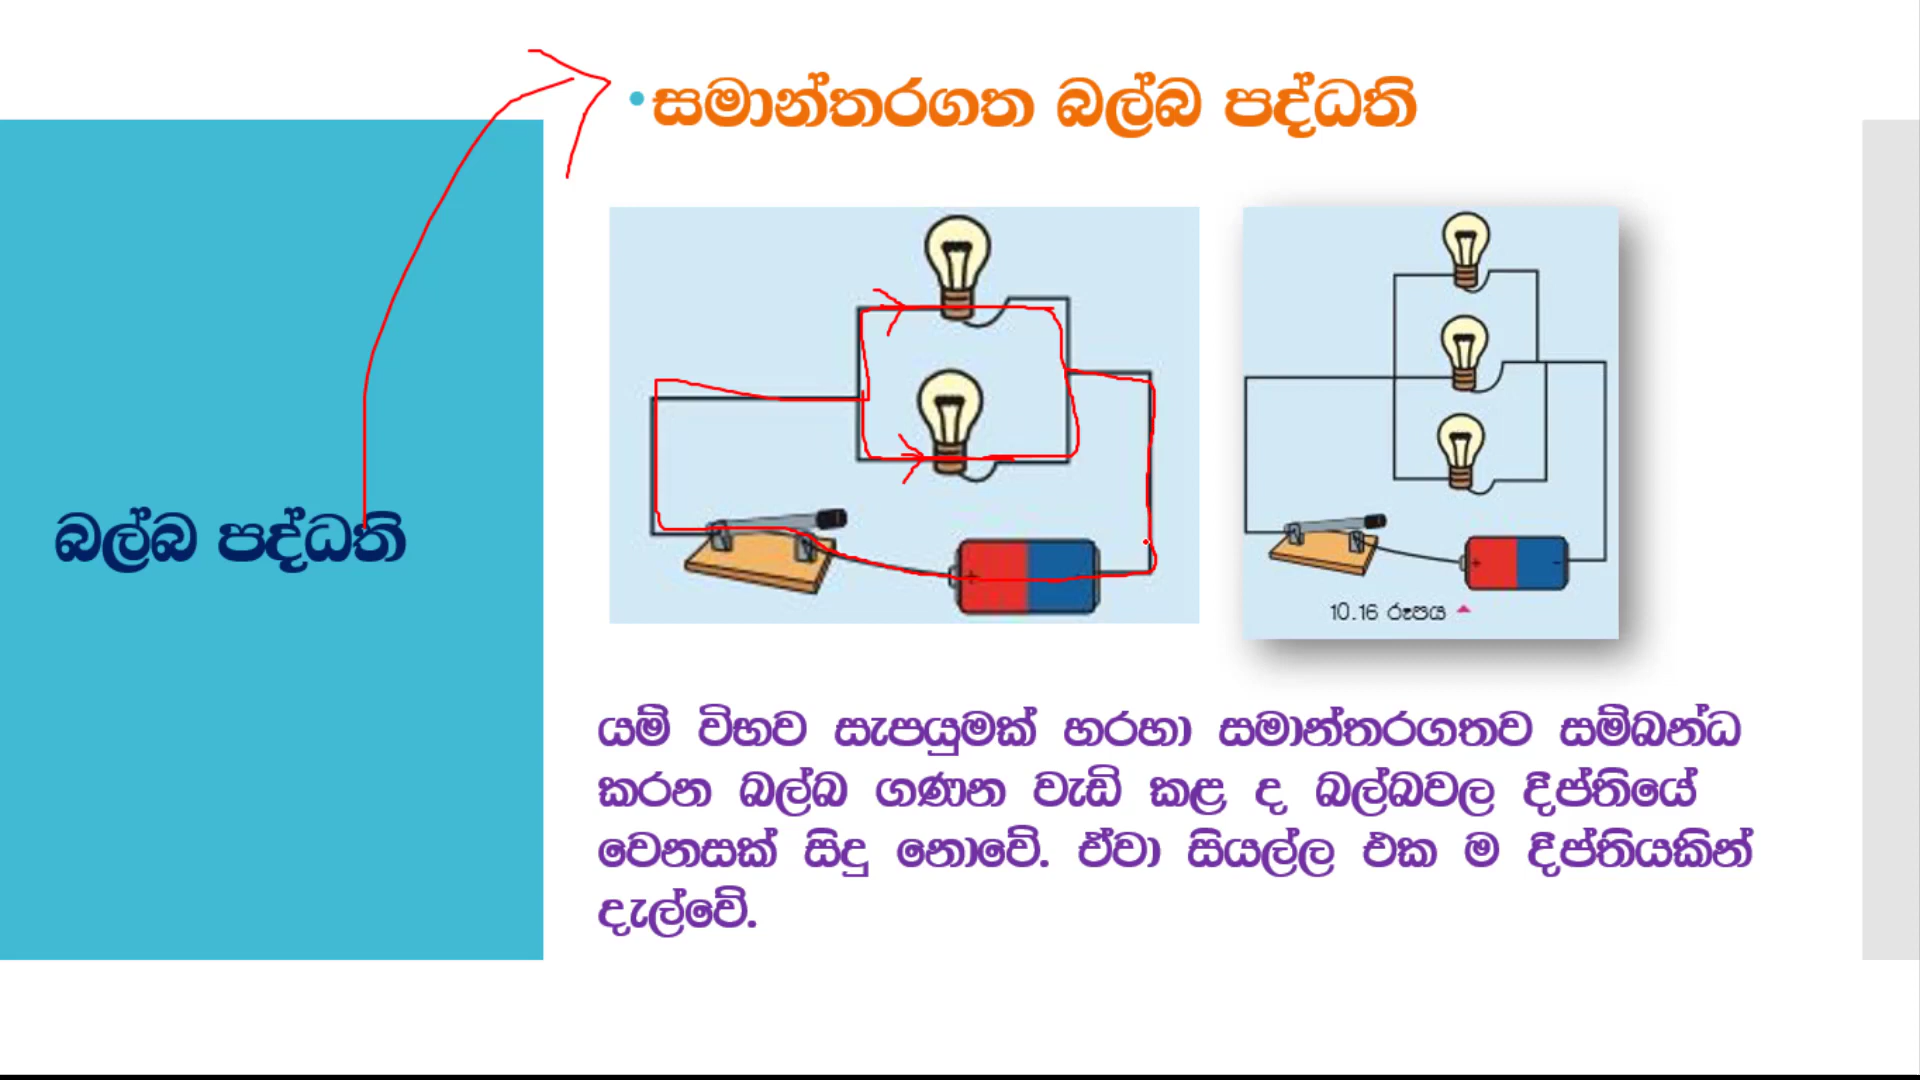 සමාන්තරගත බල්බ පද්ධති
බල්බ පද්ධති
+
-
+
-
10.16 රූපය
යම් විභව සැපයුමක් හරහා සමාන්තරගතව සම්බන්ධ
කරන බල්බ ගණන වැඩි කළ ද බල්බවල දීප්තියේ
වෙනසක් සිදු නොවේ. ඒවා සියල්ල එක ම දීප්තියකින්
දැල්වේ.